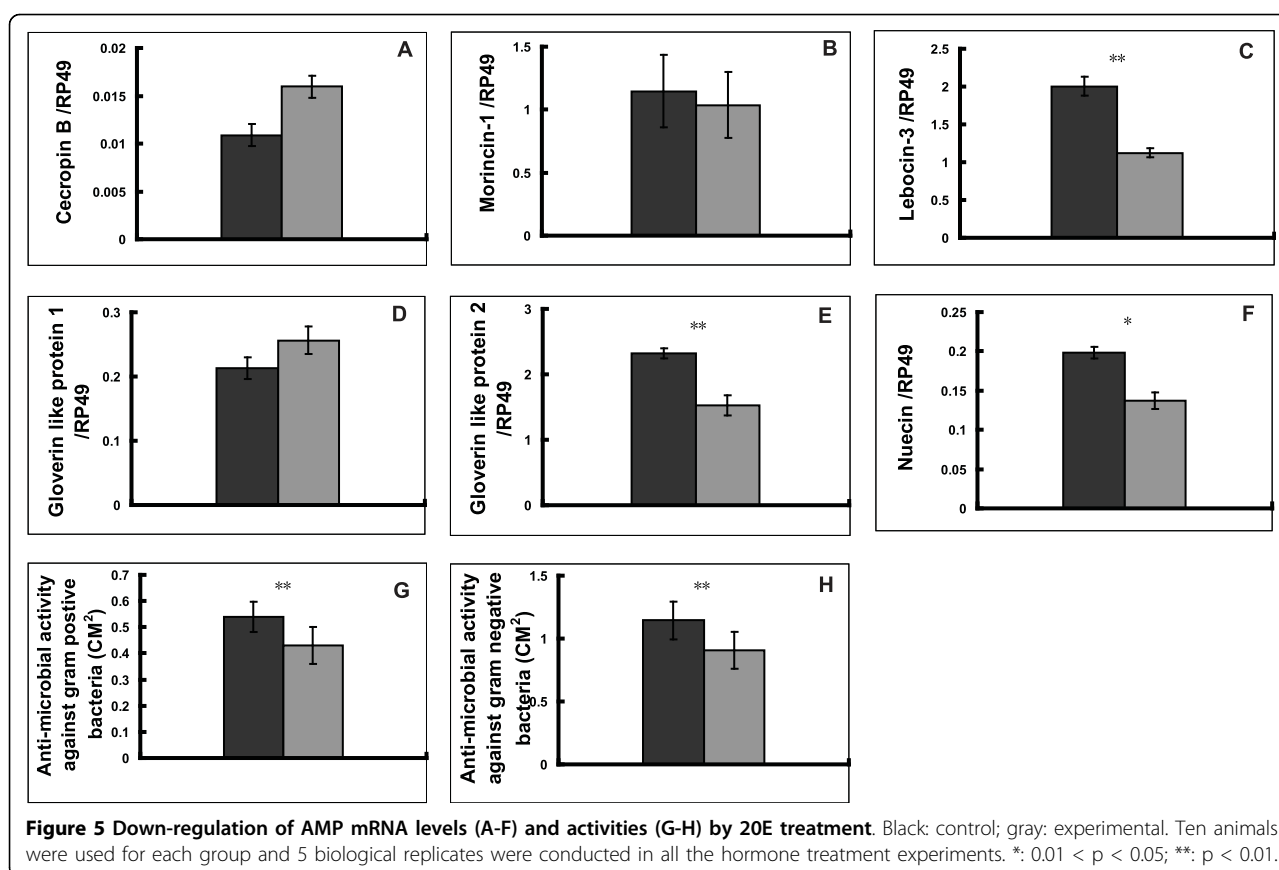 A
Cecropin B /RP49
0.02
0.015
0.01
0.005
0
B
Morincin-1 /RP49
1.5
1
0.5
0
C
Lebocin-3 /RP49
2.5
2
1.5
1
0.5
0
**
D
Gloverin like protein 1
/RP49
0.3
0.2
0.1
0
E
Gloverin like protein 2
/RP49
3
2
1
0
**
F
Nuecin /RP49
0.25
0.2
0.15
0.1
0.05
0
*
G
Anti-microbial activity
against gram postive
bacteria (CM²)
0.7
0.6
0.5
0.4
0.3
0.2
0.1
0
**
H
Anti-microbial activity
against gram negative
bacteria (CM²)
1.5
1
0.5
0
**
Figure 5 Down-regulation of AMP mRNA levels (A-F) and activities (G-H) by 20E treatment. Black: control; gray: experimental. Ten animals
were used for each group and 5 biological replicates were conducted in all the hormone treatment experiments. *: 0.01 < p < 0.05; **: p < 0.01.